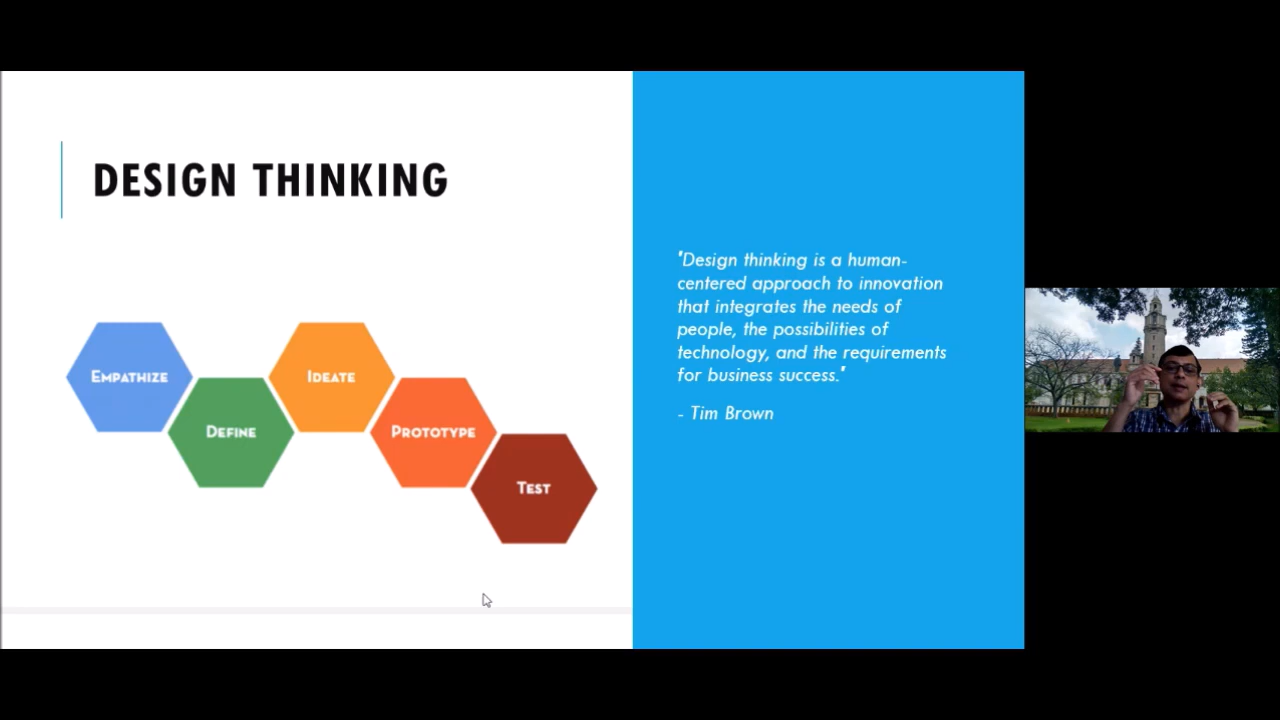 DESIGN THINKING
EMPATHIZE
DEFINE
IDEATE
PROTOTYPE
TEST
"Design thinking is a human-
centered approach to innovation
that integrates the needs of
people, the possibilities of
technology, and the requirements
for business success."
- Tim Brown